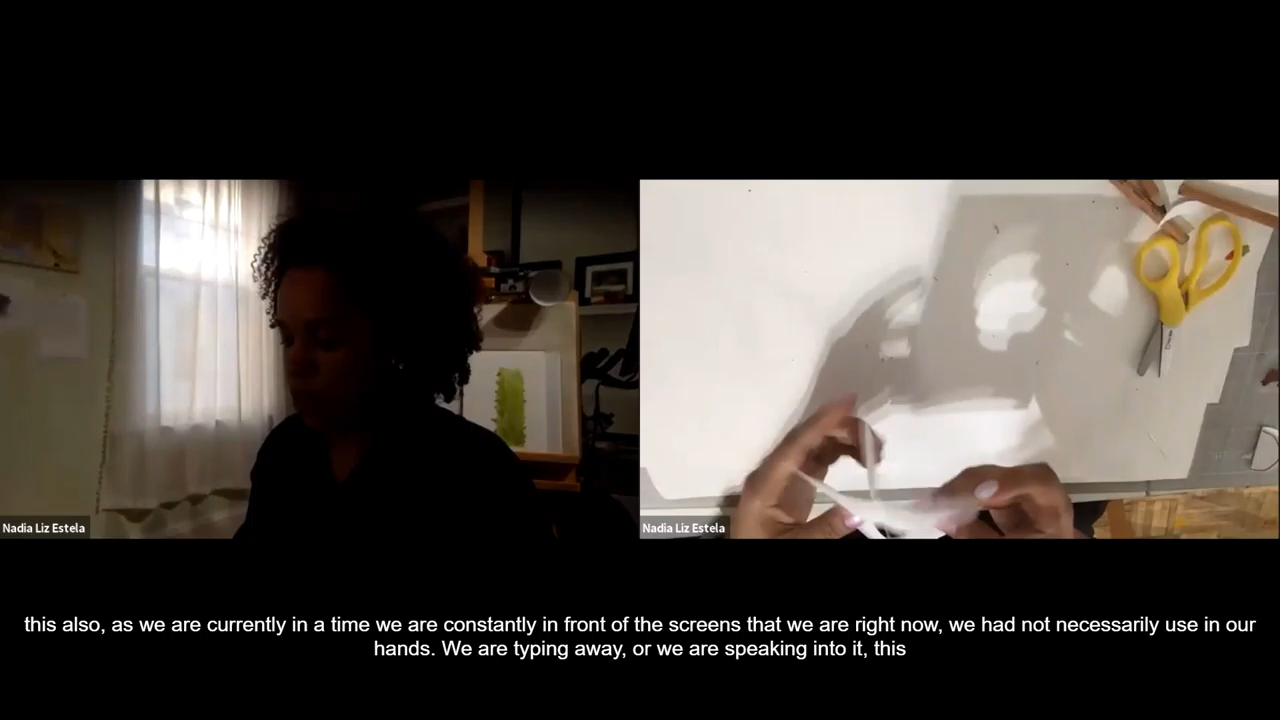 Nadia Liz Estela
Nadia Liz Estela
this also, as we are currently in a time we are constantly in front of the screens that we are right now, we had not necessarily use in our
hands. We are typing away, or we are speaking into it, this